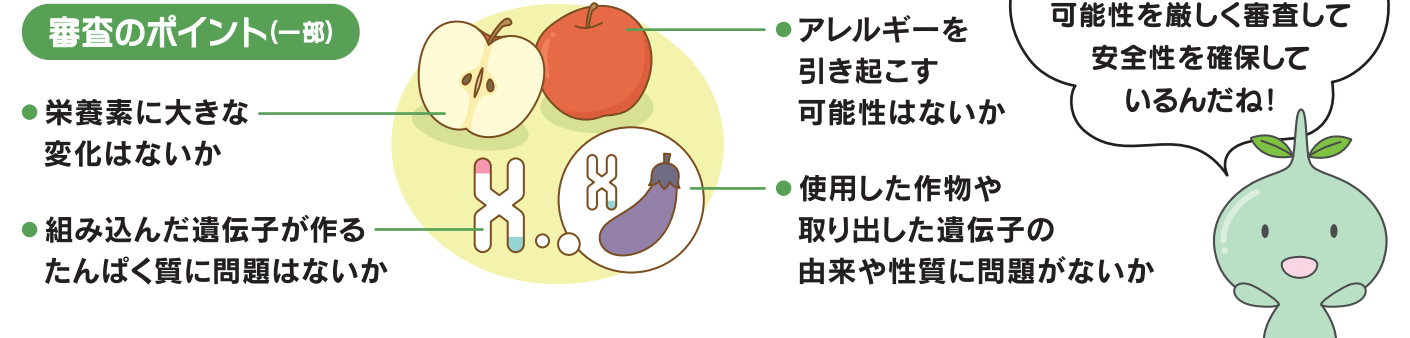 審査のポイント(一部)
栄養素に大きな
変化はないか
組み込んだ遺伝子が作る
たんぱく質に問題はないか
アレルギーを
引き起こす
可能性はないか
使用した作物や
取り出した遺伝子の
由来や性質に問題がないか
可能性を厳しく審査して
安全性を確保して
いるんだね!